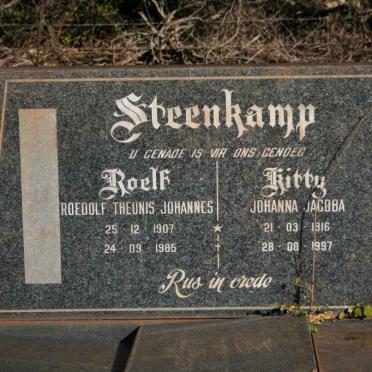 Steenkamp
U GENADE IS VIR ONS GENOEG
Roelf
ROEDOLF THEUNIS JOHANNES
25 12 1907
24 09 1985
Kitty
JOHANNA JACOBA
21 03 1916
28 08 1997
Rus in vrede